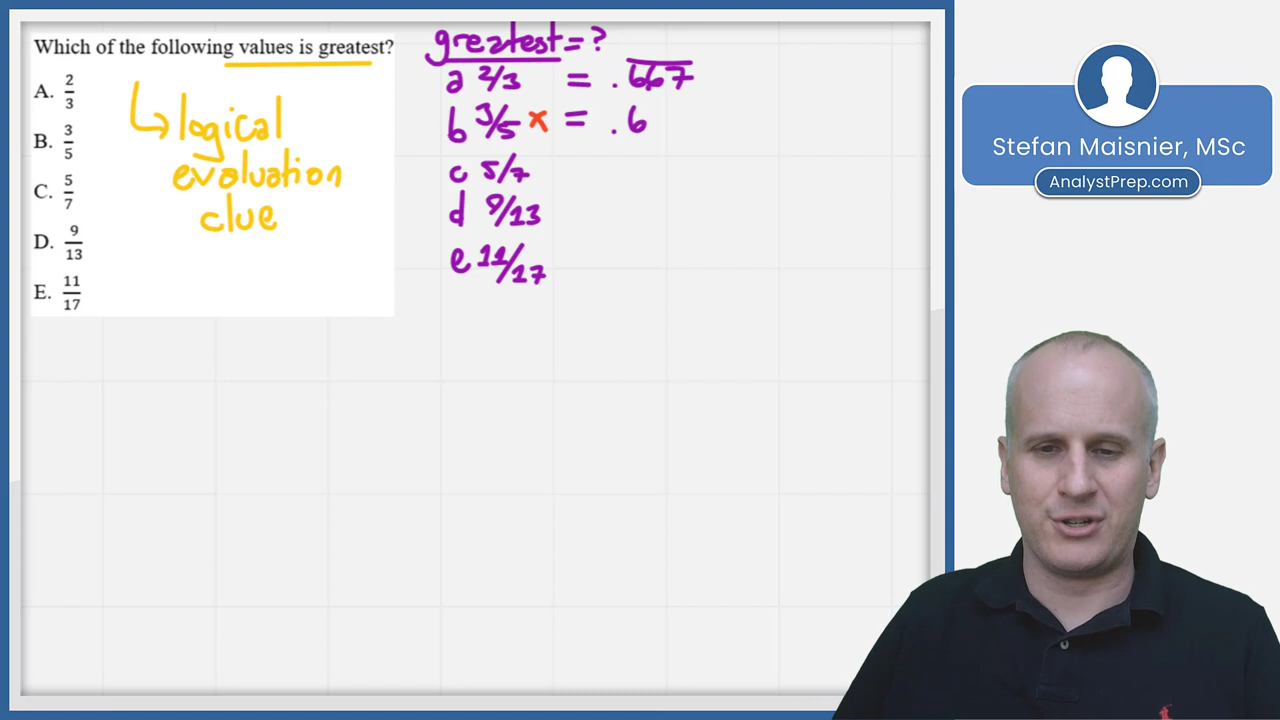 Which of the following values is greatest?
A. 2/3
B. 3/5
C. 5/7
D. 9/13
E. 11/17
logical
evaluation
clue
greatest = ?
a 2/3 = .667
b 3/5 x = .6
c 5/7
d 9/13
e 11/17
Stefan Maisnier, MSc
AnalystPrep.com